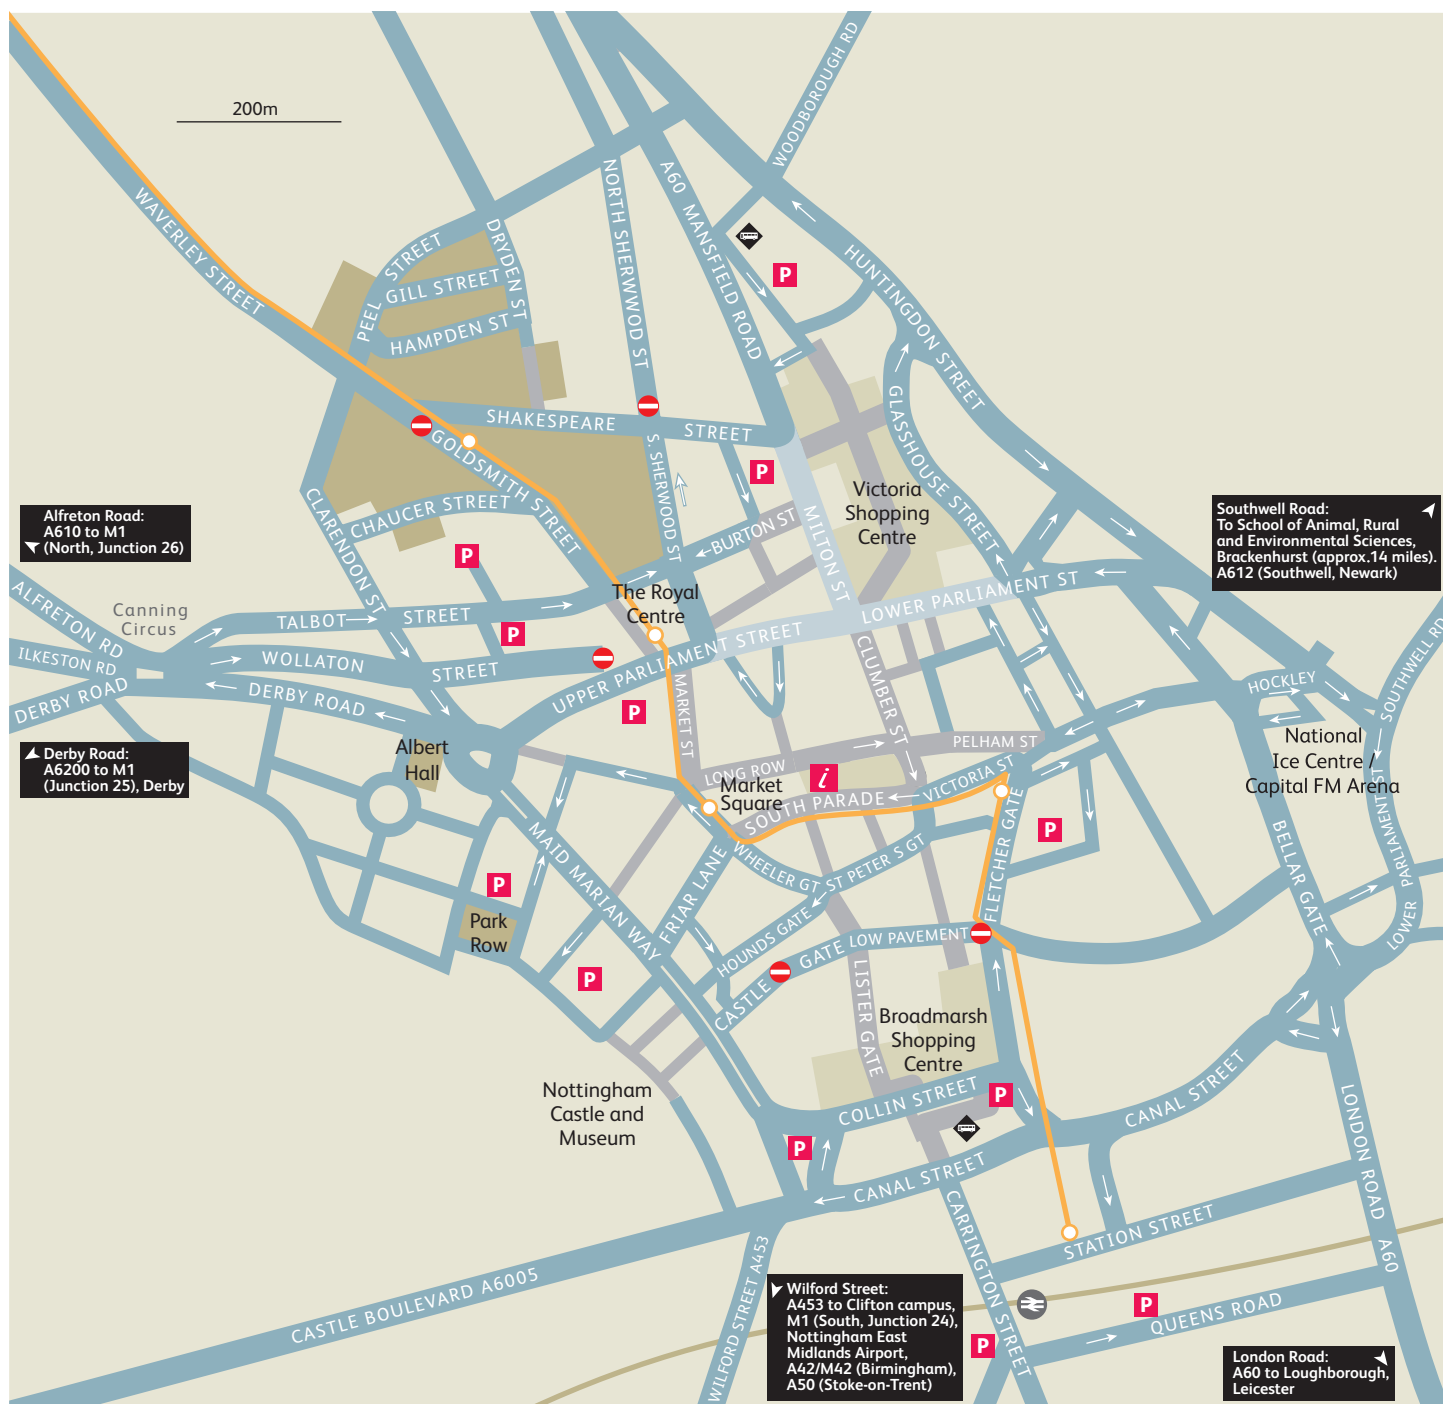 200m
WOODBOROUGH RD
WAVERLEY STREET
NORTH SHERWWOD ST
A60 MANSFIELD ROAD
DRYDEN ST
PEEL STREET
GILL STREET
HAMPDEN ST
HUNTINGDON STREET
P
SHAKESPEARE STREET
GOLDSMITH STREET
GLASSHOUSE STREET
S. SHERWOOD ST
P
Victoria
Shopping
Centre
CHAUCER STREET
CLARENDON ST
BURTON ST
MILTON ST
P
Alfreton Road:
A610 to M1
(North, Junction 26)
Southwell Road:
To School of Animal, Rural
and Environmental Sciences,
Brackenhurst (approx.14 miles).
A612 (Southwell, Newark)
ALFRETON RD
Canning
Circus
TALBOT STREET
The Royal
Centre
LOWER PARLIAMENT ST
UPPER PARLIAMENT STREET
P
ILKESTON RD
WOLLATON STREET
DERBY ROAD
DERBY ROAD
P
MARKET ST
CLUMBER ST
HOCKLEY
SOUTHWELL RD
Derby Road:
A6200 to M1
(Junction 25), Derby
Albert
Hall
LONG ROW
PELHAM ST
i
Market
Square
SOUTH PARADE
VICTORIA ST
National
Ice Centre /
Capital FM Arena
FLETCHER GATE
P
MAID MARIAN WAY
FRIAR LANE
WHEELER GT
ST PETER S GT
BELLAR GATE
LOWER PARLIAMENT ST
P
Park
Row
HOUNDS GATE
CASTLE GATE
LOW PAVEMENT
P
LISTER GATE
Broadmarsh
Shopping
Centre
Nottingham
Castle and
Museum
COLLIN STREET
P
P
CANAL STREET
CANAL STREET
LONDON ROAD A60
CARRINGTON STREET
STATION STREET
CASTLE BOULEVARD A6005
WILFORD STREET A453
Wilford Street:
A453 to Clifton campus,
M1 (South, Junction 24),
Nottingham East
Midlands Airport,
A42/M42 (Birmingham),
A50 (Stoke-on-Trent)
P
P
QUEENS ROAD
London Road:
A60 to Loughborough,
Leicester